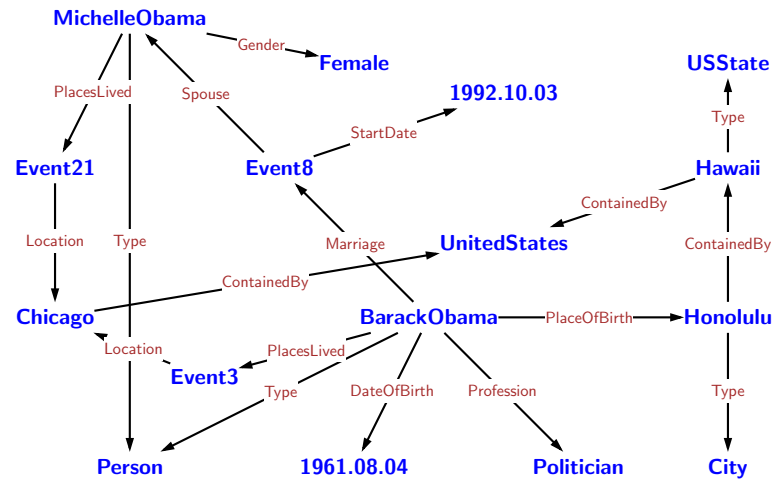 MichelleObama
Gender
Female
USState
PlacesLived
Spouse
1992.10.03
Type
StartDate
Event21
Event8
Hawaii
ContainedBy
Location
Type
Marriage
UnitedStates
ContainedBy
ContainedBy
Chicago
BarackObama
PlaceOfBirth
Honolulu
Location
PlacesLived
Event3
Type
DateOfBirth
Profession
Type
Person
1961.08.04
Politician
City